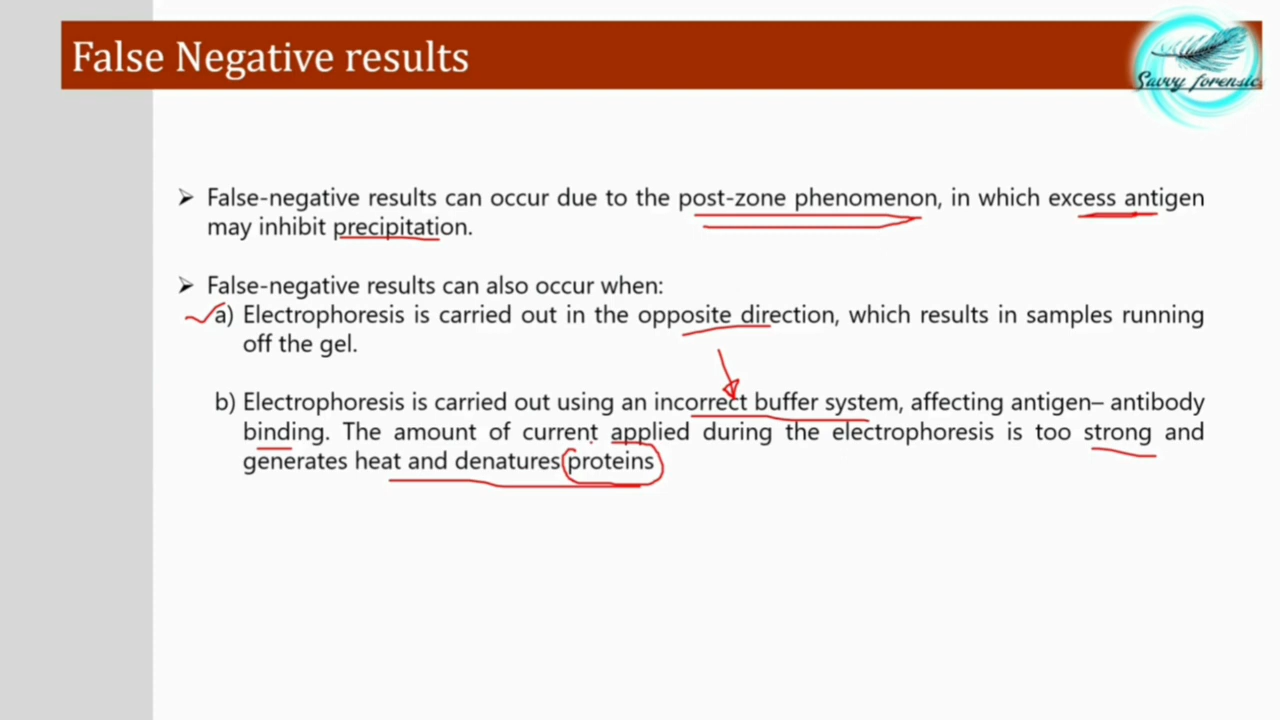 False Negative results
Savvy forensic
➢ False-negative results can occur due to the post-zone phenomenon, in which excess antigen
may inhibit precipitation.
➢ False-negative results can also occur when:
a) Electrophoresis is carried out in the opposite direction, which results in samples running
off the gel.
b) Electrophoresis is carried out using an incorrect buffer system, affecting antigen– antibody
binding. The amount of current applied during the electrophoresis is too strong and
generates heat and denatures proteins